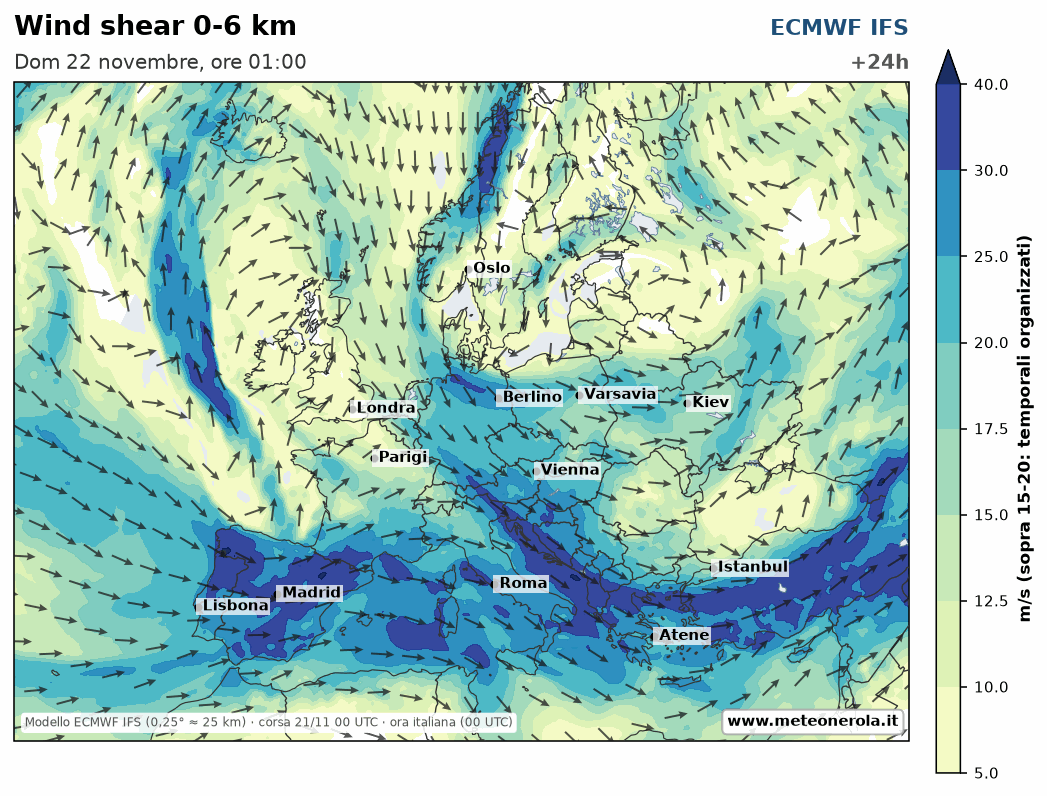 Wind shear 0-6 km
ECMWF IFS
Dom 22 novembre, ore 01:00
+24h
40.0
30.0
25.0
20.0
17.5
15.0
12.5
10.0
5.0
m/s (sopra 15-20: temporali organizzati)
Oslo
Berlino
Varsavia
Kiev
Londra
Parigi
Vienna
Istanbul
Roma
Madrid
Lisbona
Atene
Modello ECMWF IFS (0,25° ≈ 25 km) · corsa 21/11 00 UTC · ora italiana (00 UTC)
www.meteonerola.it